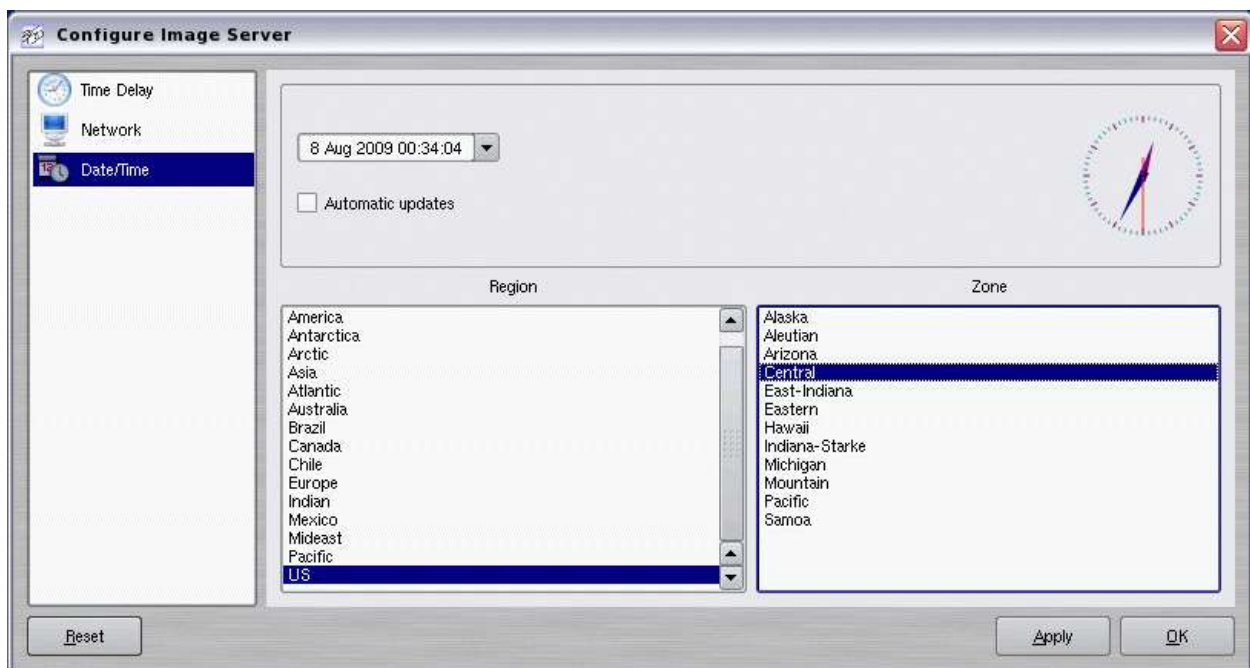 Configure Image Server
Time Delay
Network
Date/Time
8 Aug 2009 00:34:04
Automatic updates
Region
America
Antarctica
Arctic
Asia
Atlantic
Australia
Brazil
Canada
Chile
Europe
Indian
Mexico
Mideast
Pacific
US
Zone
Alaska
Aleutian
Arizona
Central
East-Indiana
Eastern
Hawaii
Indiana-Starke
Michigan
Mountain
Pacific
Samoa
Reset
Apply
OK